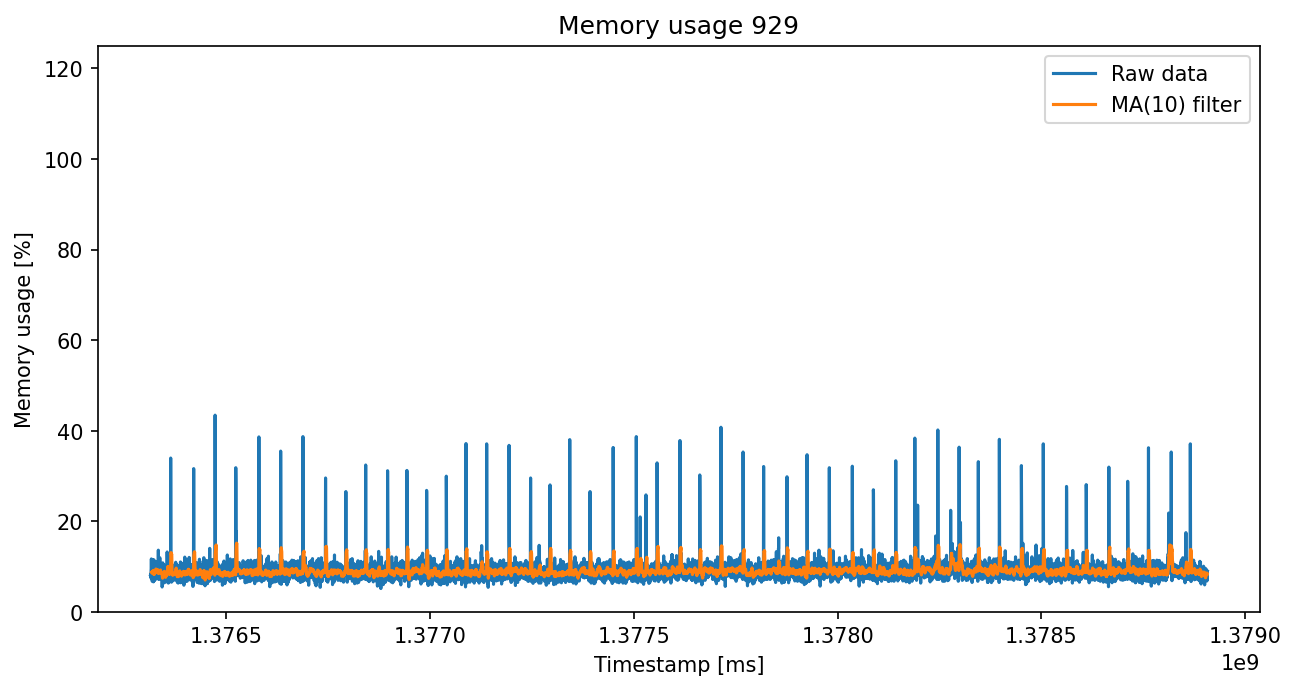 Memory usage 929
Raw data
MA(10) filter
Memory usage [%]
120
100
80
60
40
20
0
1.3765 1.3770 1.3775 1.3780 1.3785 1.3790
1e9
Timestamp [ms]